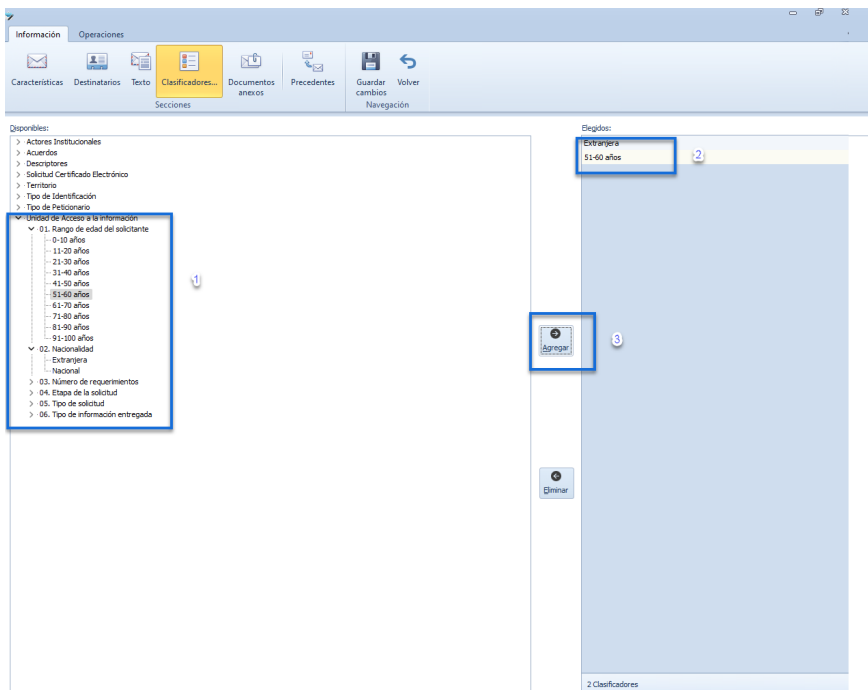 Información Operaciones
Características Destinatarios Texto Clasificadores... Documentos anexos Precedentes Guardar cambios Volver
Secciones Navegación
Disponibles: Elegidos:
Actores Institucionales
Acuerdos
Descriptores
Solicitud Certificado Electrónico
Territorio
Tipo de Identificación
Tipo de Peticionario
Unidad de Acceso a la información
01. Rango de edad del solicitante
0-10 años
11-20 años
21-30 años
31-40 años
41-50 años
51-60 años
61-70 años
71-80 años
81-90 años
91-100 años
02. Nacionalidad
Extranjera
Nacional
03. Número de requerimientos
04. Etapa de la solicitud
05. Tipo de solicitud
06. Tipo de información entregada
1
Agregar
3
Eliminar
Extranjera
51-60 años
2
2 Clasificadores